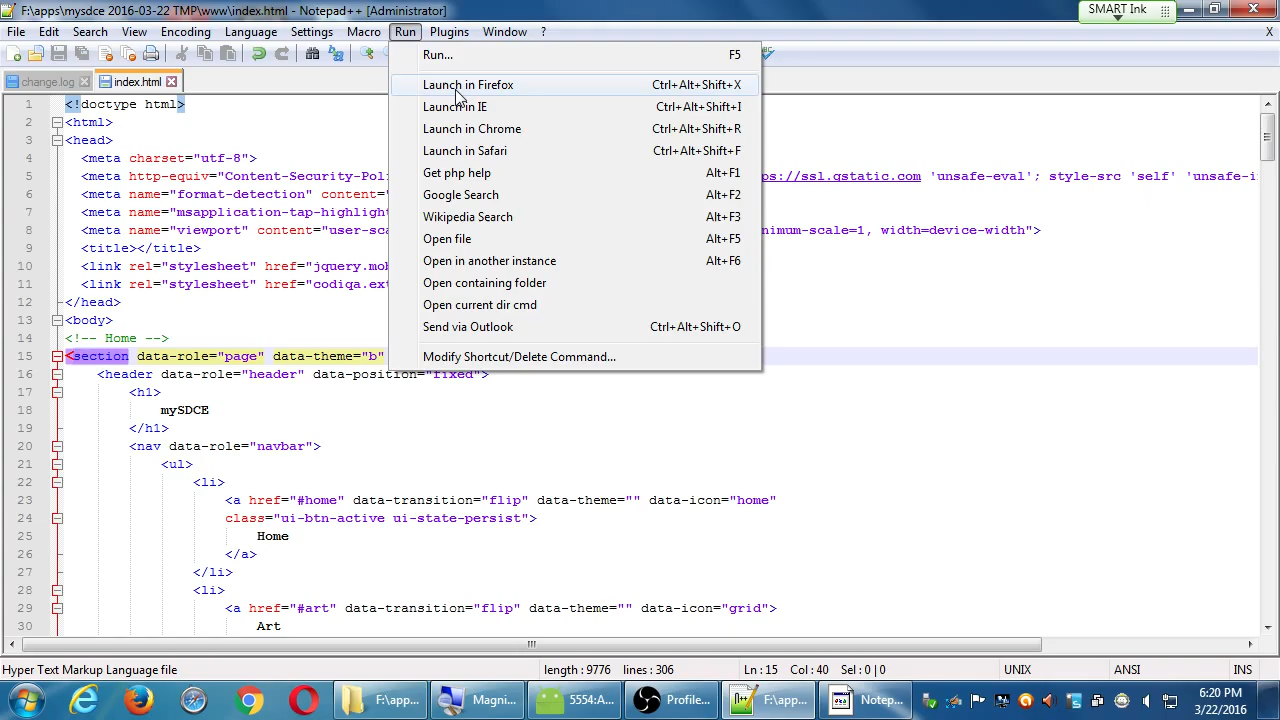 F:\apps\mysdce 2016-03-22 TMP\www\index.html - Notepad++ [Administrator]
SMART Ink
File Edit Search View Encoding Language Settings Macro Run Plugins Window ? X
change.log index.html
Run... F5
Launch in Firefox Ctrl+Alt+Shift+X
Launch in IE Ctrl+Alt+Shift+I
Launch in Chrome Ctrl+Alt+Shift+R
Launch in Safari Ctrl+Alt+Shift+F
Get php help Alt+F1
Google Search Alt+F2
Wikipedia Search Alt+F3
Open file Alt+F5
Open in another instance Alt+F6
Open containing folder
Open current dir cmd
Send via Outlook Ctrl+Alt+Shift+O
Modify Shortcut/Delete Command...
1 <!doctype html>
2 <html>
3 <head>
4 <meta charset="utf-8">
5 <meta http-equiv="Content-Security-Poli ps://ssl.gstatic.com 'unsafe-eval'; style-src 'self' 'unsafe-i
6 <meta name="format-detection" content="
7 <meta name="msapplication-tap-highlight
8 <meta name="viewport" content="user-sca nimum-scale=1, width=device-width">
9 <title></title>
10 <link rel="stylesheet" href="jquery.mob
11 <link rel="stylesheet" href="codiqa.ext
12 </head>
13 <body>
14 <!-- Home -->
15 <section data-role="page" data-theme="b"
16 <header data-role="header" data-position="fixed">
17 <h1>
18 mySDCE
19 </h1>
20 <nav data-role="navbar">
21 <ul>
22 <li>
23 <a href="#home" data-transition="flip" data-theme="" data-icon="home"
24 class="ui-btn-active ui-state-persist">
25 Home
26 </a>
27 </li>
28 <li>
29 <a href="#art" data-transition="flip" data-theme="" data-icon="grid">
30 Art
Hyper Text Markup Language file length : 9776 lines : 306 Ln : 15 Col : 40 Sel : 0 | 0 UNIX ANSI INS
F:\app... Magni... 5554:A... Profile... F:\app... Notep... 6:20 PM
3/22/2016